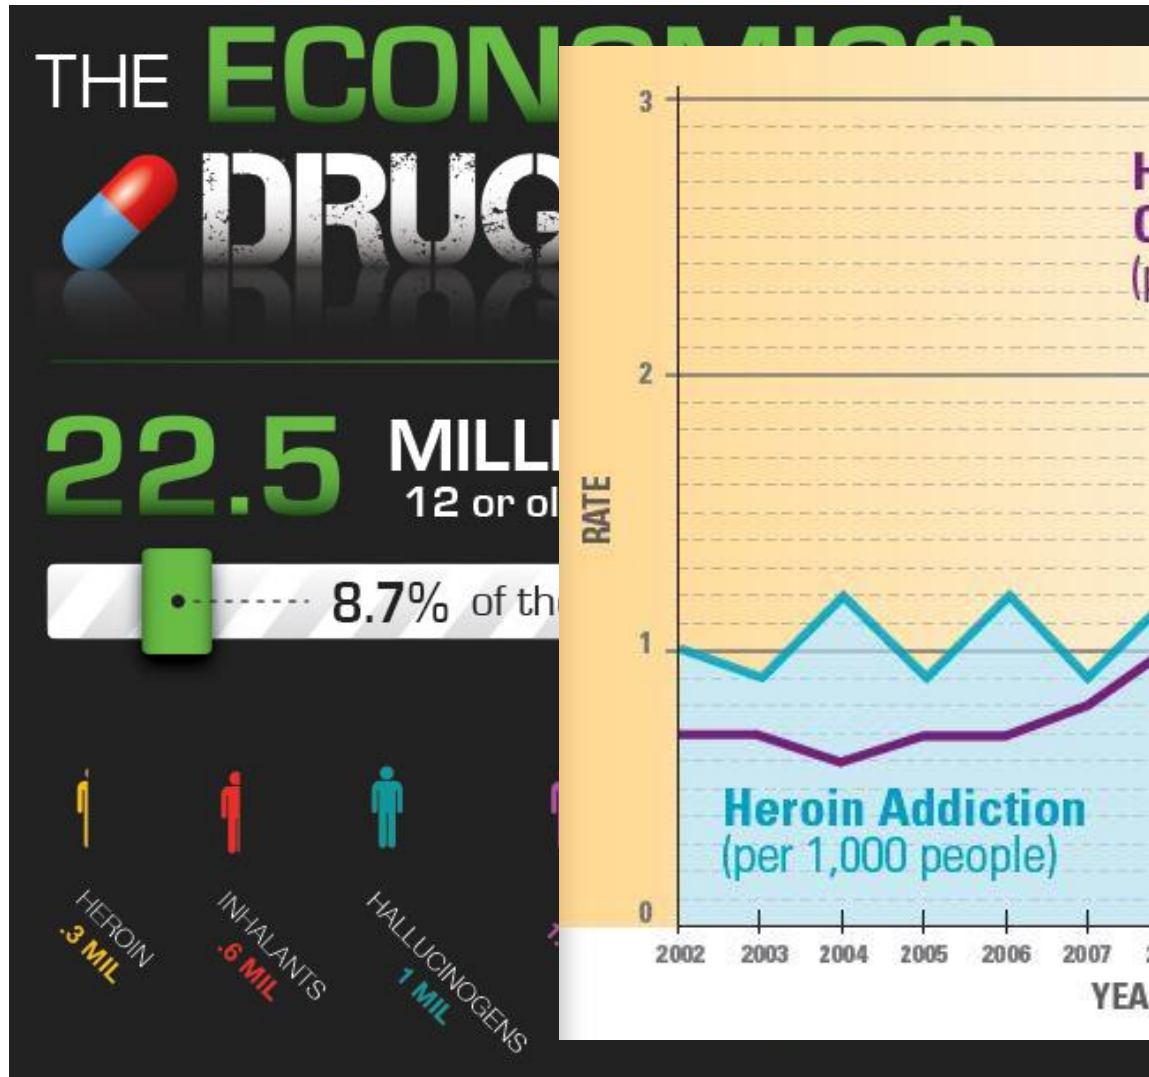 THE ECONOMIC$
DRUG
22.5 MILLI
12 or ol
8.7% of th
HEROIN
.3 MIL
INHALANTS
.6 MIL
HALLUCINOGENS
1 MIL
3
2
1
0
RATE
Heroin Addiction
(per 1,000 people)
2002 2003 2004 2005 2006 2007
YEA